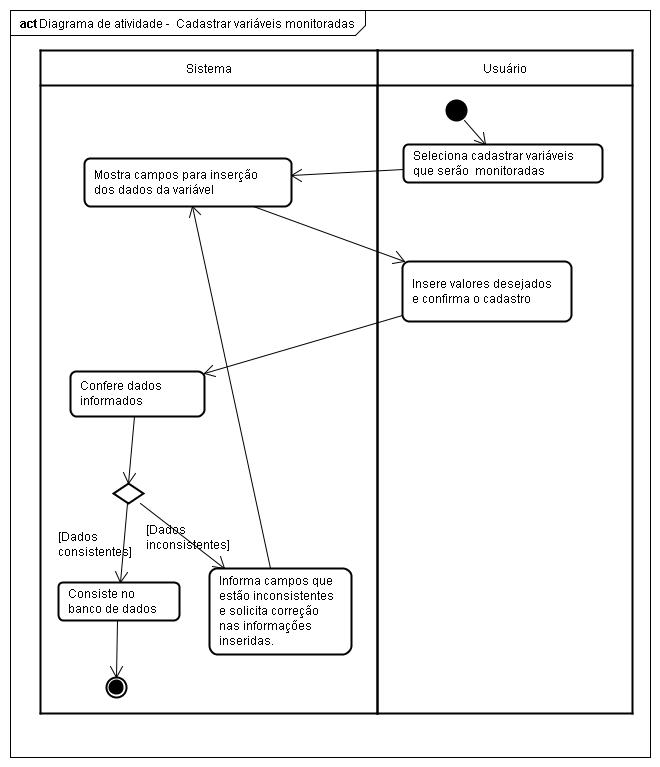 act Diagrama de atividade - Cadastrar variáveis monitoradas
Sistema
Usuário
Seleciona cadastrar variáveis
que serão monitoradas
Mostra campos para inserção
dos dados da variável
Insere valores desejados
e confirma o cadastro
Confere dados
informados
[Dados
consistentes]
[Dados
inconsistentes]
Consiste no
banco de dados
Informa campos que
estão inconsistentes
e solicita correção
nas informações
inseridas.